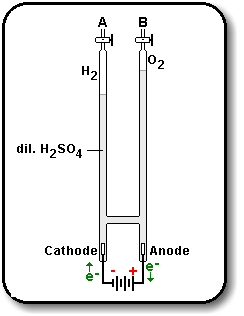 A B
H2 O2
dil. H2SO4
Cathode Anode
- +
e- e-